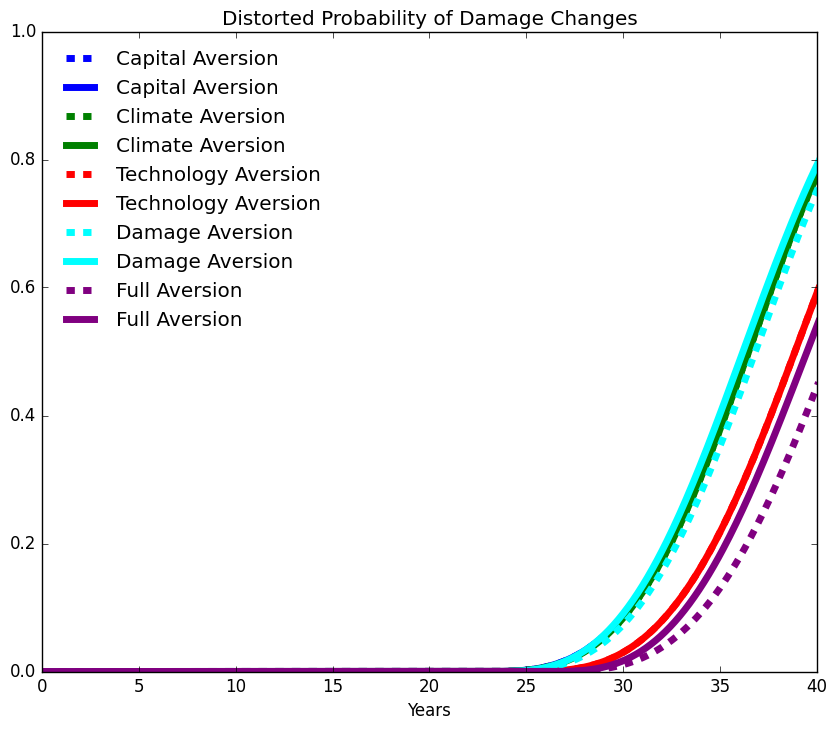 Distorted Probability of Damage Changes
1.0
0.8
0.6
0.4
0.2
0.0
Capital Aversion
Capital Aversion
Climate Aversion
Climate Aversion
Technology Aversion
Technology Aversion
Damage Aversion
Damage Aversion
Full Aversion
Full Aversion
0 5 10 15 20 25 30 35 40
Years